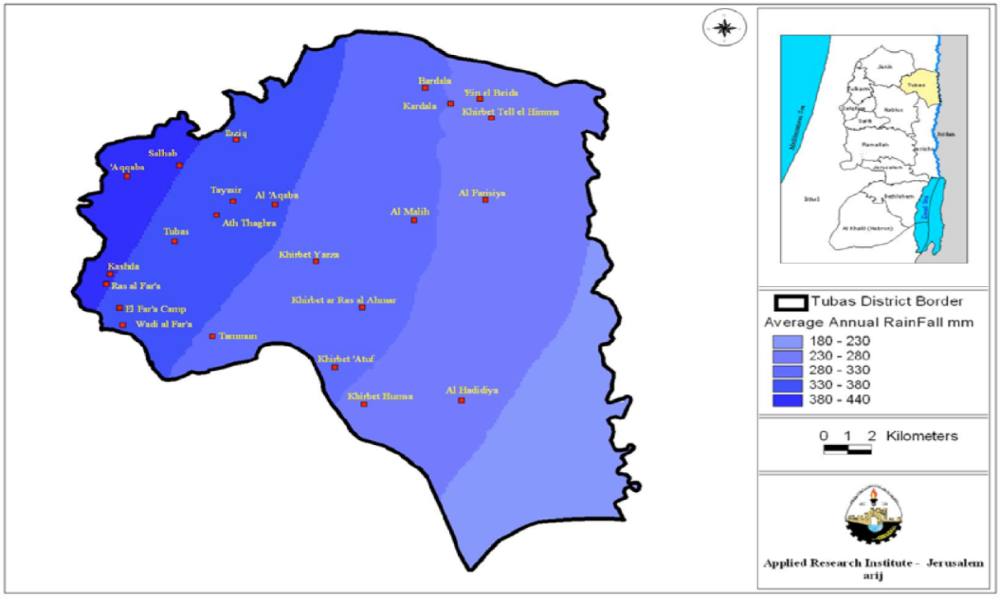 Bardala
'Ein el Beida
Kardala
Khirbet Tell el Himma
Salhab
'Aqqaba
Tayasir
Al 'Aqaba
Al Farisiya
Al Malih
Ath Thaghra
Tubas
Khirbet Yarza
Kashda
Ras al Far'a
Khirbet ar Ras al Ahmar
El Far'a Camp
Wadi al Far'a
Tammun
Khirbet 'Atuf
Al Hadidiya
Khirbet Humsa
Jenin
Tubas
Tulkarm
Nablus
Salfit
Mediterranean Sea
Jordan
Ramallah
Jericho
Jerusalem
Bethlehem
Dead Sea
Al Khalil (Hebron)
Tubas District Border
Average Annual RainFall mm
180 - 230
230 - 280
280 - 330
330 - 380
380 - 440
0 1 2 Kilometers
Applied Research Institute - Jerusalem
arij